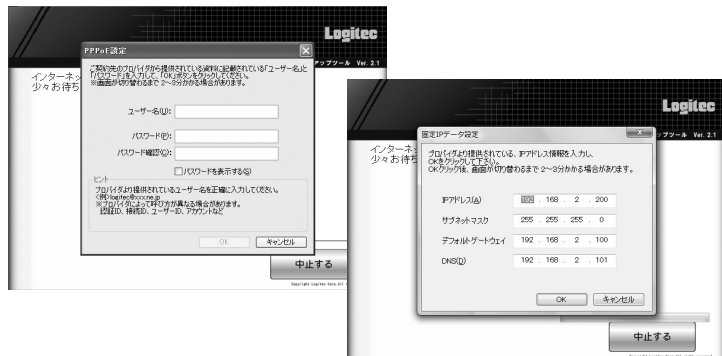 Logitec
アップツール Ver. 2.1
PPPoE設定
ご契約先のプロバイダから提供されている資料に記載されている「ユーザー名」と
「パスワード」を入力して、「OK」ボタンをクリックしてください。
※画面が切り替わるまで 2～3分かかる場合があります。
インターネッ
少々お待ち
ユーザー名(U):
パスワード(P):
パスワード確認(C):
パスワードを表示する(S)
ヒント
プロバイダより提供されているユーザー名を正確に入力してください。
<例>logitec@xxx.ne.jp
※プロバイダによって呼び方が異なる場合があります。
認証ID、接続ID、ユーザーID、アカウントなど
OK キャンセル
中止する
Logitec
ップツール Ver. 2.1
固定IPデータ設定
インターネッ
少々お待ち
プロバイダより提供されている、IPアドレス情報を入力し、
OKをクリックして下さい。
OKクリック後、画面が切り替わるまで 2～3分かかる場合があります。
IPアドレス(A) 192 . 168 . 2 . 200
サブネットマスク 255 . 255 . 255 . 0
デフォルトゲートウェイ 192 . 168 . 2 . 100
DNS(D) 192 . 168 . 2 . 101
OK キャンセル
中止する